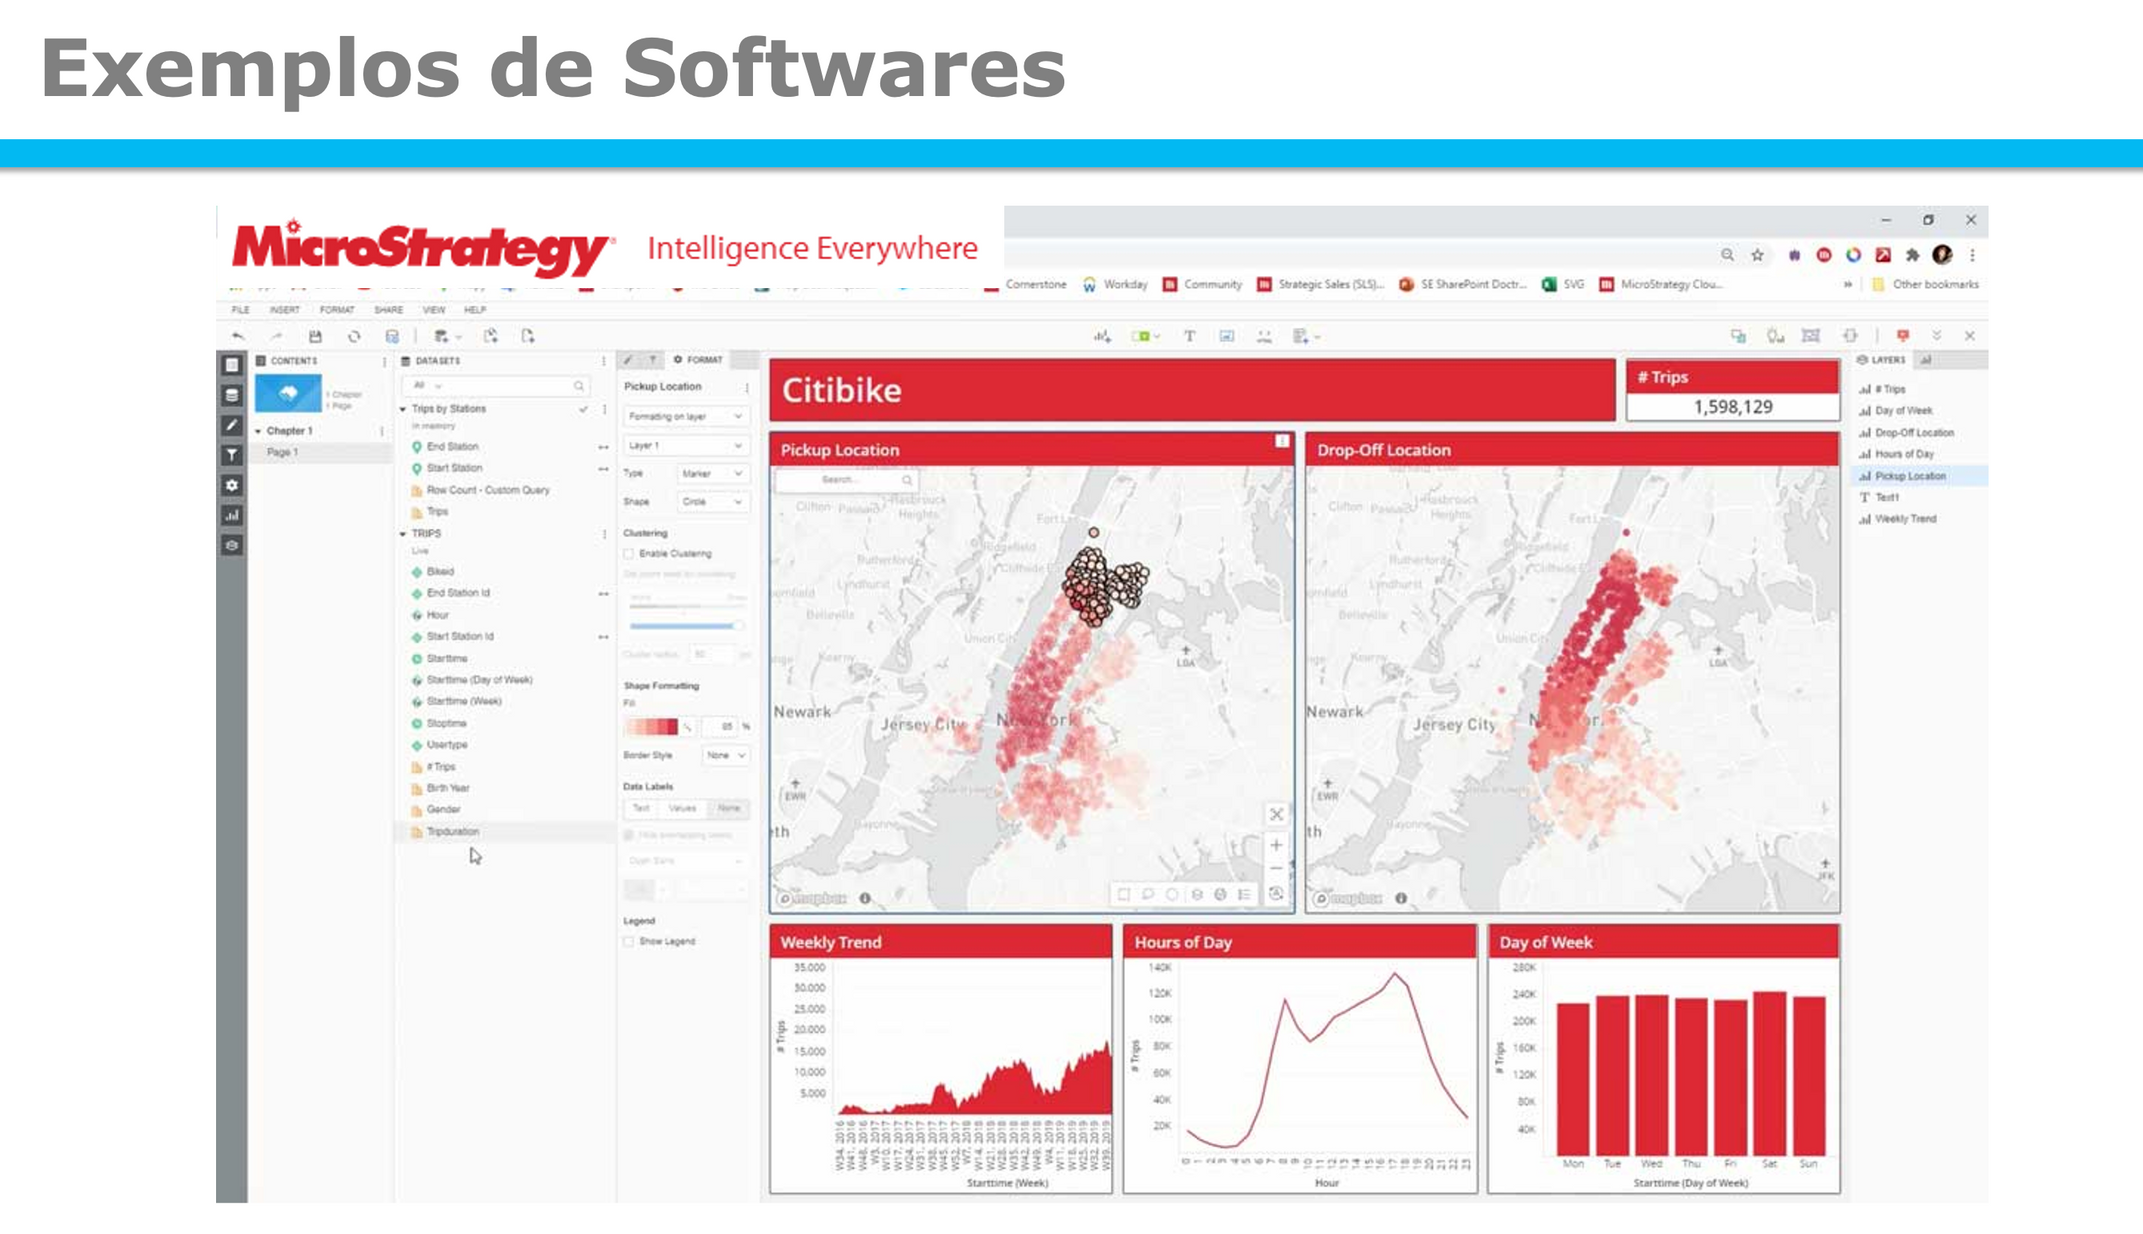 Exemplos de Softwares
MicroStrategy Intelligence Everywhere
Cornerstone Workday Community Strategic Sales (SLS)... SE SharePoint Doctr... SVG MicroStrategy Clou... » Other bookmarks
FILE INSERT FORMAT SHARE VIEW HELP
CONTENTS
1 Chapter
1 Page
Chapter 1
Page 1
DATASETS
All
Trips by Stations
In memory
End Station
Start Station
Row Count - Custom Query
Trips
TRIPS
Live
Bikeid
End Station Id
Hour
Start Station Id
Starttime
Starttime (Day of Week)
Starttime (Week)
Stoptime
Usertype
# Trips
Birth Year
Gender
Tripduration
FORMAT
Pickup Location
Formatting on layer
Layer 1
Type Marker
Shape Circle
Clustering
Enable Clustering
Shape Formatting
Fill
85 %
Border Style None
Data Labels
Text Values None
Open Sans
Legend
Show Legend
Citibike
# Trips
1,598,129
Pickup Location
Search...
Hasbrouck
Heights
Clifton
Fort L
Ridgefield
Rutherford
Lyndhurst
Belleville
Union City
Kearny
LGA
Newark
Jersey City
New York
EWR
Bayonne
mapbox
Drop-Off Location
Hasbrouck
Heights
Clifton
Ridgefield
Rutherford
Lyndhurst
Belleville
Union City
Kearny
LGA
Newark
Jersey City
EWR
Bayonne
JFK
mapbox
LAYERS
# Trips
Day of Week
Drop-Off Location
Hours of Day
Pickup Location
Text1
Weekly Trend
Weekly Trend
# Trips
35.000
30.000
25.000
20.000
15.000
10.000
5.000
W34, 2016 W41, 2016 W48, 2016 W3, 2017 W10, 2017 W17, 2017 W24, 2017 W31, 2017 W38, 2017 W45, 2017 W52, 2017 W7, 2018 W14, 2018 W21, 2018 W28, 2018 W35, 2018 W42, 2018 W49, 2018 W4, 2019 W11, 2019 W18, 2019 W25, 2019 W32, 2019 W39, 2019
Starttime (Week)
Hours of Day
# Trips
140K
120K
100K
80K
60K
40K
20K
0 1 2 3 4 5 6 7 8 9 10 11 12 13 14 15 16 17 18 19 20 21 22 23
Hour
Day of Week
# Trips
280K
240K
200K
160K
120K
80K
40K
Mon Tue Wed Thu Fri Sat Sun
Starttime (Day of Week)